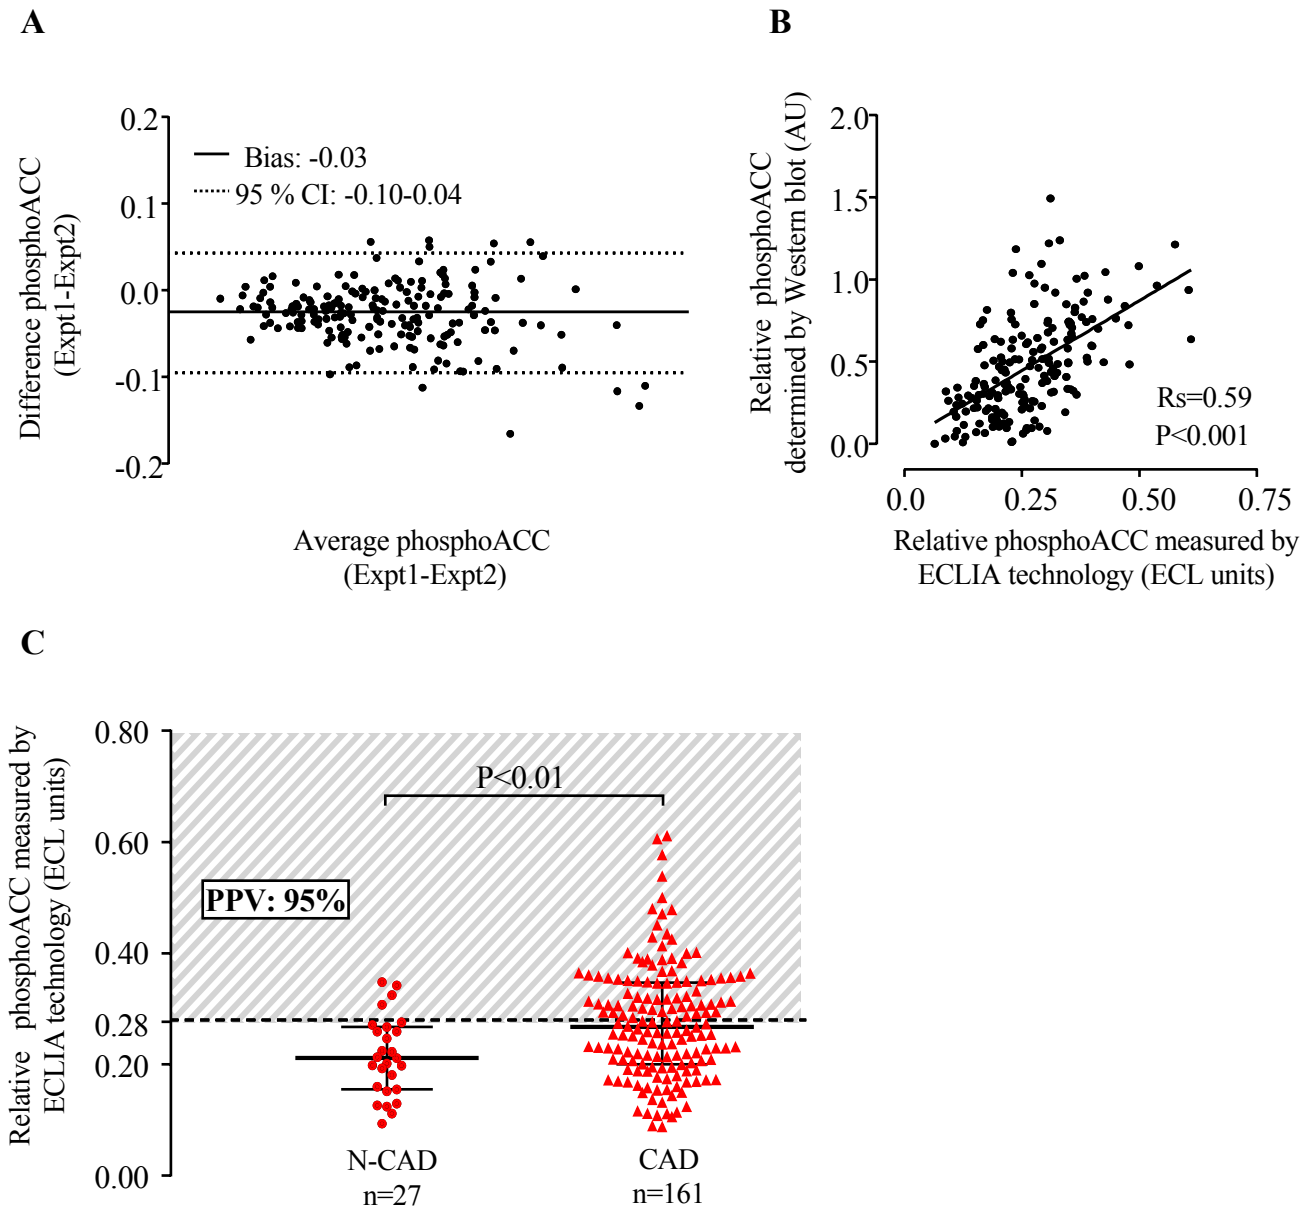 A
Difference phosphoACC
(Expt1-Expt2)
0.2
0.1
0.0
-0.1
-0.2
Bias: -0.03
95 % CI: -0.10-0.04
Average phosphoACC
(Expt1-Expt2)
B
Relative phosphoACC
determined by Western blot (AU)
2.0
1.5
1.0
0.5
0.0
Rs=0.59
P<0.001
0.0
0.25
0.50
0.75
Relative phosphoACC measured by
ECLIA technology (ECL units)
C
Relative phosphoACC measured by
ECLIA technology (ECL units)
0.80
0.60
0.40
0.28
0.20
0.00
P<0.01
PPV: 95%
N-CAD
n=27
CAD
n=161